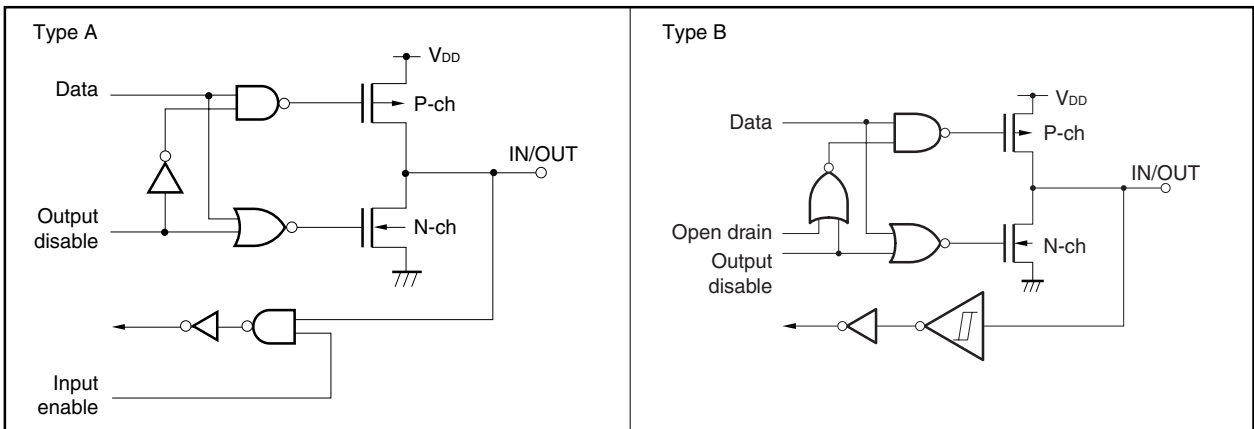 Type A
VDD
Data
P-ch
IN/OUT
Output
disable
N-ch
Input
enable
Type B
VDD
Data
P-ch
IN/OUT
Open drain
Output
disable
N-ch